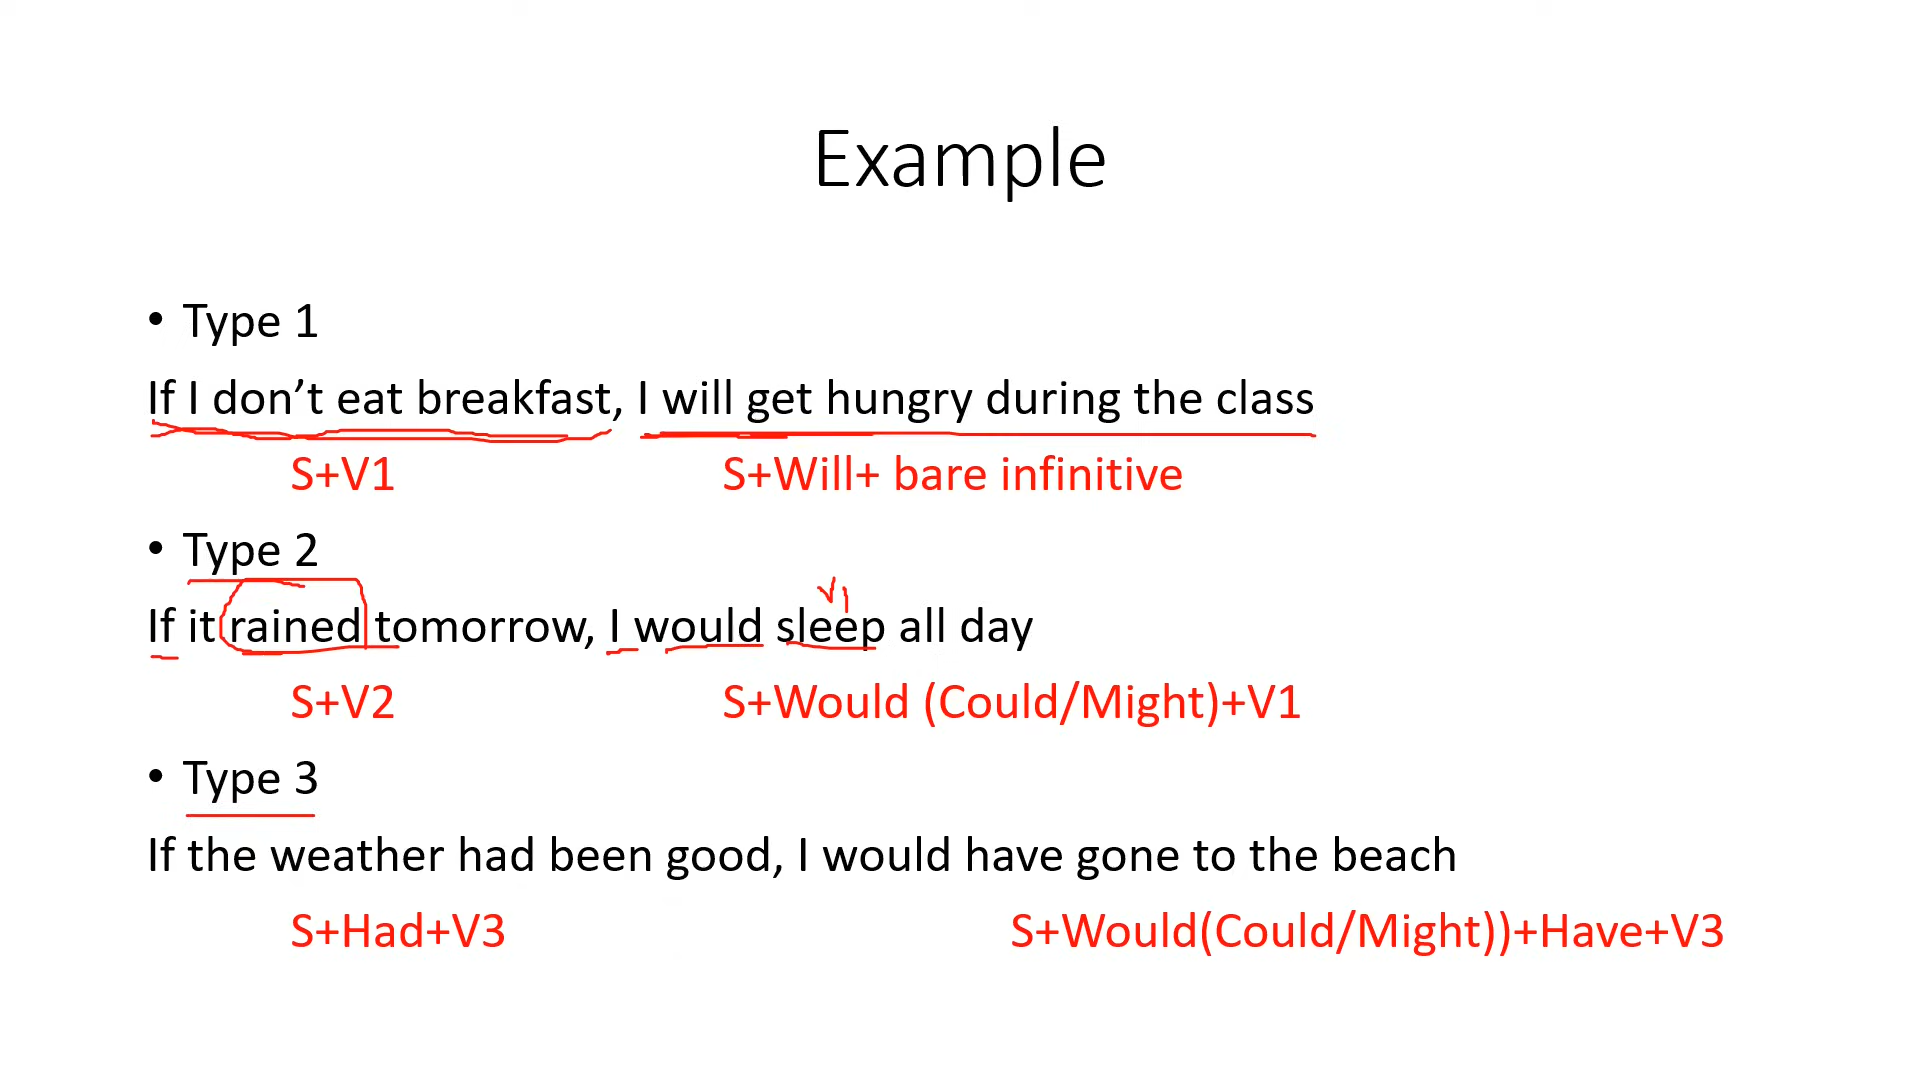 Example
• Type 1
If I don’t eat breakfast, I will get hungry during the class
S+V1 S+Will+ bare infinitive
• Type 2
V1
If it rained tomorrow, I would sleep all day
S+V2 S+Would (Could/Might)+V1
• Type 3
If the weather had been good, I would have gone to the beach
S+Had+V3 S+Would(Could/Might))+Have+V3